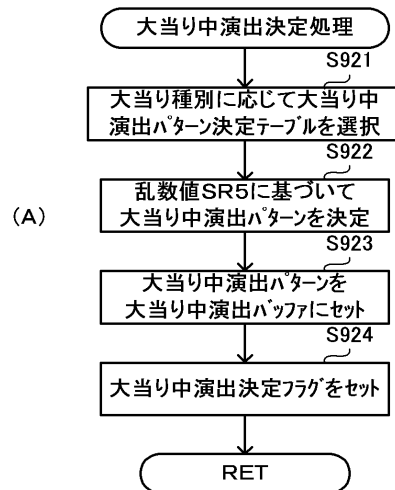 大当り中演出決定処理
S921
大当り種別に応じて大当り中
演出パターン決定テーブルを選択
S922
(A)
乱数値SR5に基づいて
大当り中演出パターンを決定
S923
大当り中演出パターンを
大当り中演出バッファにセット
S924
大当り中演出決定フラグをセット
RET